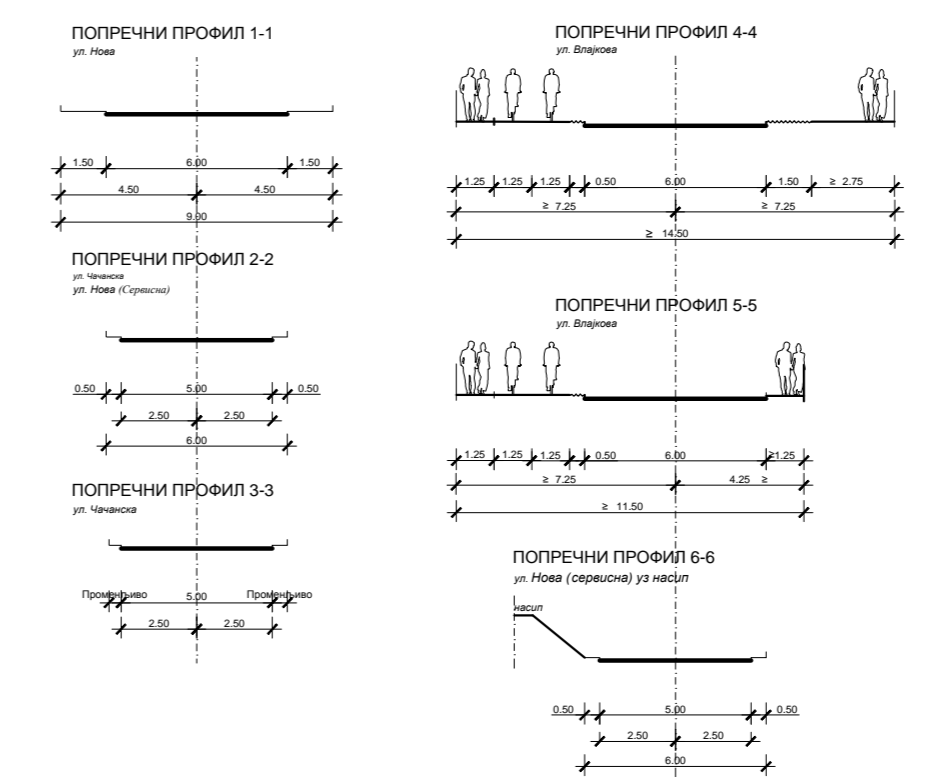 ПОПРЕЧНИ ПРОФИЛ 1-1
ул. Нова
1.50 6.00 1.50
4.50 4.50
9.00
ПОПРЕЧНИ ПРОФИЛ 2-2
ул. Чачанска
ул. Нова (Сервисна)
0.50 5.00 0.50
2.50 2.50
6.00
ПОПРЕЧНИ ПРОФИЛ 3-3
ул. Чачанска
Променљиво 5.00 Променљиво
2.50 2.50
ПОПРЕЧНИ ПРОФИЛ 4-4
ул. Влајкова
1.25 1.25 1.25 0.50 6.00 1.50 ≥ 2.75
≥ 7.25 ≥ 7.25
≥ 14.50
ПОПРЕЧНИ ПРОФИЛ 5-5
ул. Влајкова
1.25 1.25 1.25 0.50 6.00 ≥1.25
≥ 7.25 4.25 ≥
≥ 11.50
ПОПРЕЧНИ ПРОФИЛ 6-6
ул. Нова (сервисна) уз насип
насип
0.50 5.00 0.50
2.50 2.50
6.00